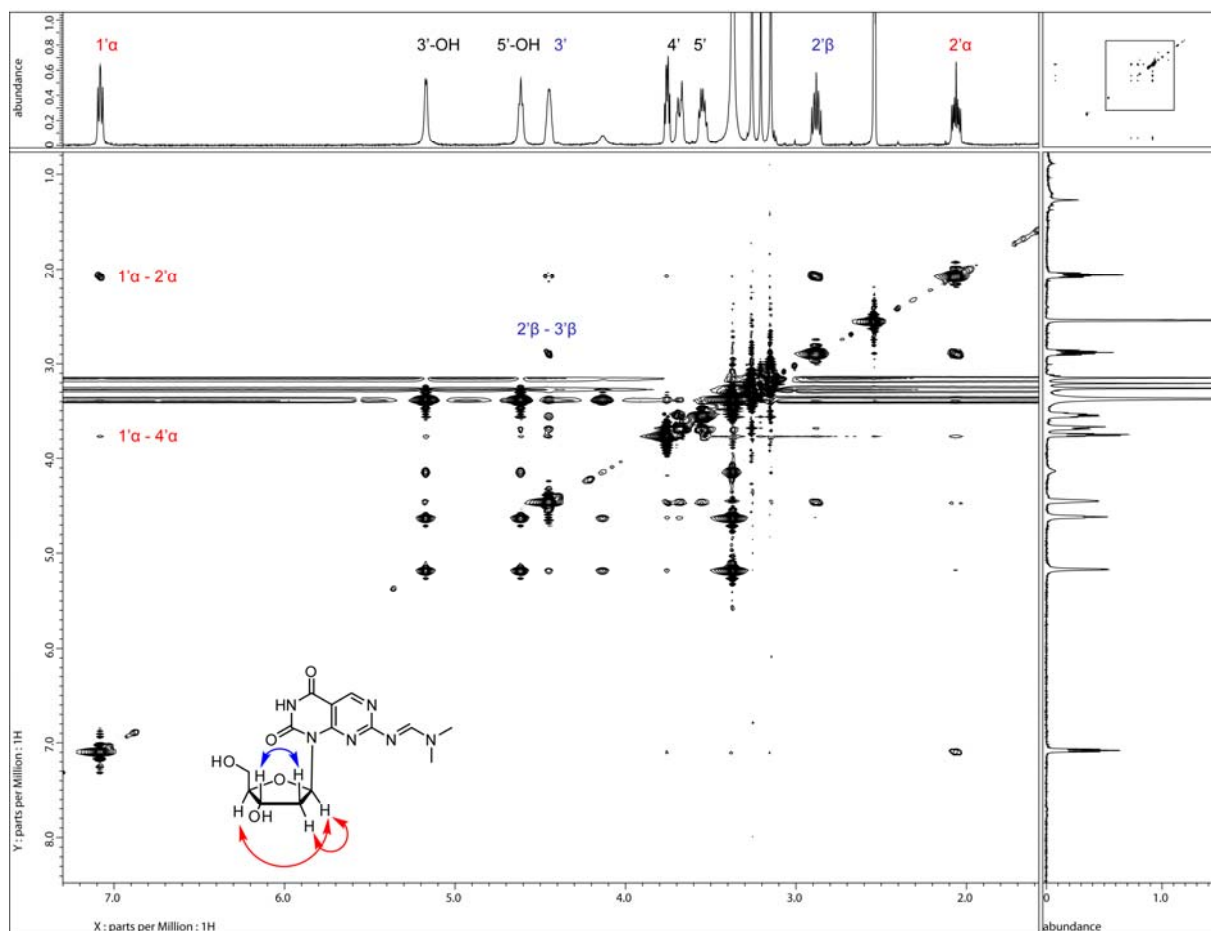 abundance
1.0
0.8
0.6
0.4
0.2
0
1'α
3'-OH
5'-OH
3'
4'
5'
2'β
2'α
1.0
2.0
3.0
4.0
5.0
6.0
7.0
8.0
Y : parts per Million : 1H
1'α - 2'α
2'β - 3'β
1'α - 4'α
O
HN
N
O
N
N
N
N
HO
H
H
O
H
OH
H
H
7.0
6.0
5.0
4.0
3.0
2.0
0
1.0
X : parts per Million : 1H
abundance